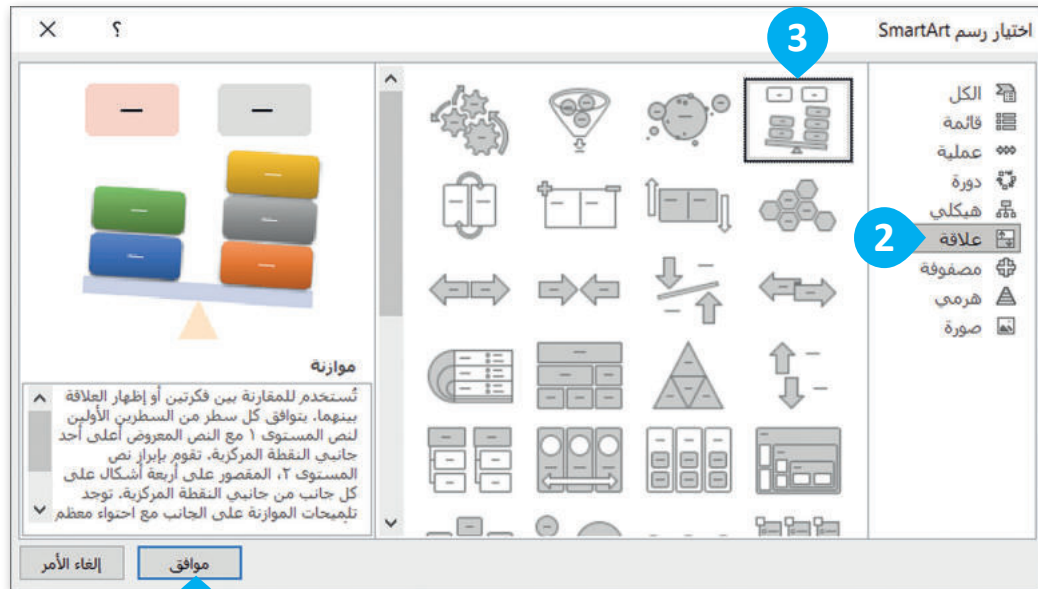 اختيار رسم SmartArt
؟
3
الكل
قائمة
عملية
دورة
هيكلي
علاقة
2
مصفوفة
هرمي
صورة
موازنة
تُستخدم للمقارنة بين فكرتين أو إظهار العلاقة
بينهما. يتوافق كل سطر من السطرين الأولين
لنص المستوى ١ مع النص المعروض أعلى أحد
جانبي النقطة المركزية. تقوم بإبراز نص
المستوى ٢، المقصور على أربعة أشكال على
كل جانب من جانبي النقطة المركزية. توجد
تلميحات الموازنة على الجانب مع احتواء معظم
موافق
إلغاء الأمر